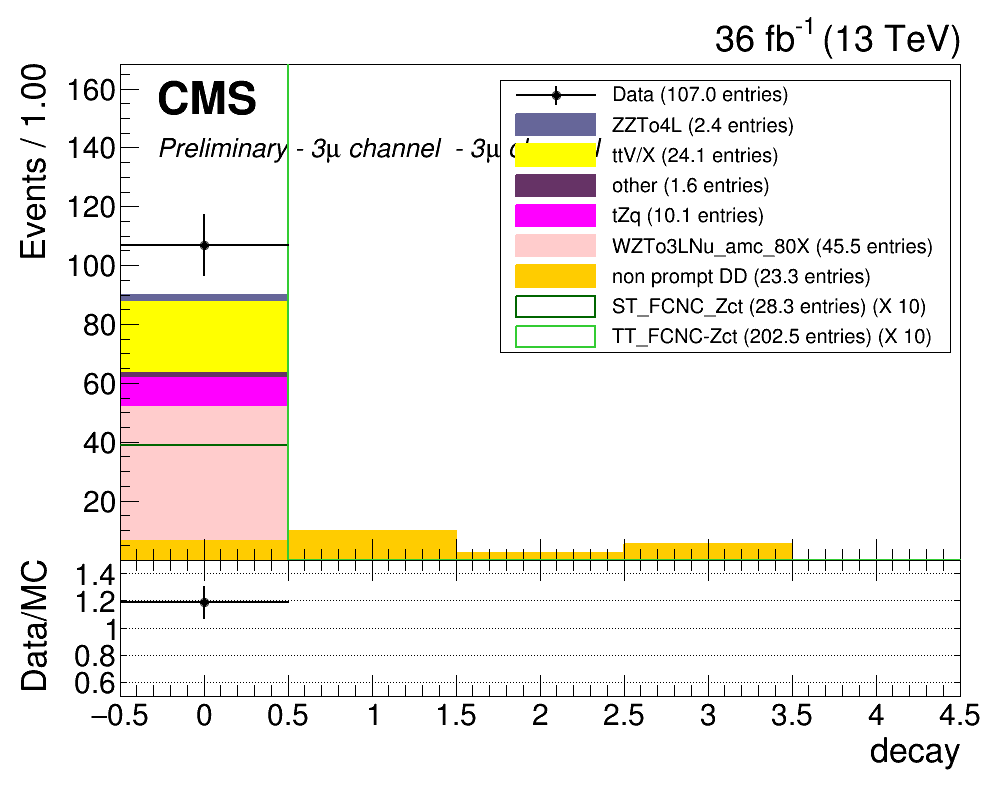 36 fb-1 (13 TeV)
Events / 1.00
160
140
120
100
80
60
40
20
CMS
Preliminary - 3μ channel - 3μ channel
Data (107.0 entries)
ZZTo4L (2.4 entries)
ttV/X (24.1 entries)
other (1.6 entries)
tZq (10.1 entries)
WZTo3LNu_amc_80X (45.5 entries)
non prompt DD (23.3 entries)
ST_FCNC_Zct (28.3 entries) (X 10)
TT_FCNC-Zct (202.5 entries) (X 10)
Data/MC
1.4
1.2
1
0.8
0.6
−0.5 0 0.5 1 1.5 2 2.5 3 3.5 4 4.5
decay